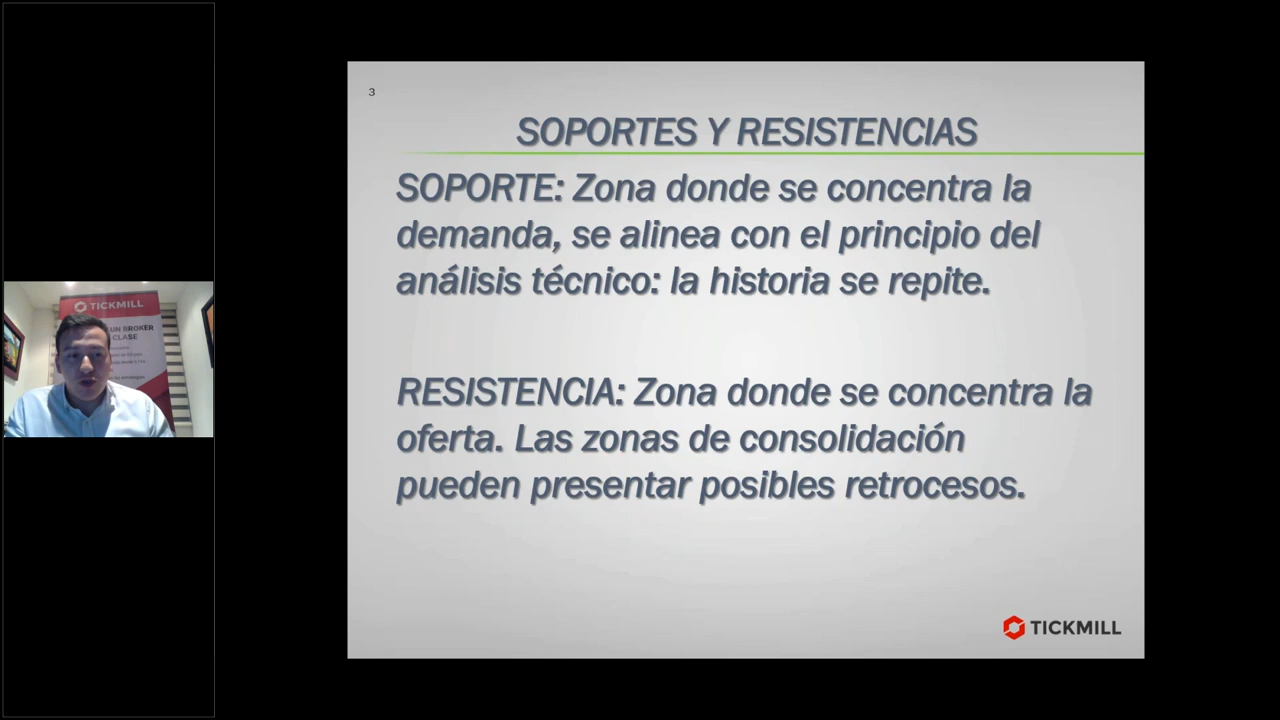 3
SOPORTES Y RESISTENCIAS
SOPORTE: Zona donde se concentra la
demanda, se alinea con el principio del
análisis técnico: la historia se repite.
RESISTENCIA: Zona donde se concentra la
oferta. Las zonas de consolidación
pueden presentar posibles retrocesos.
TICKMILL
TICKMILL
UN BROKER
CLASE